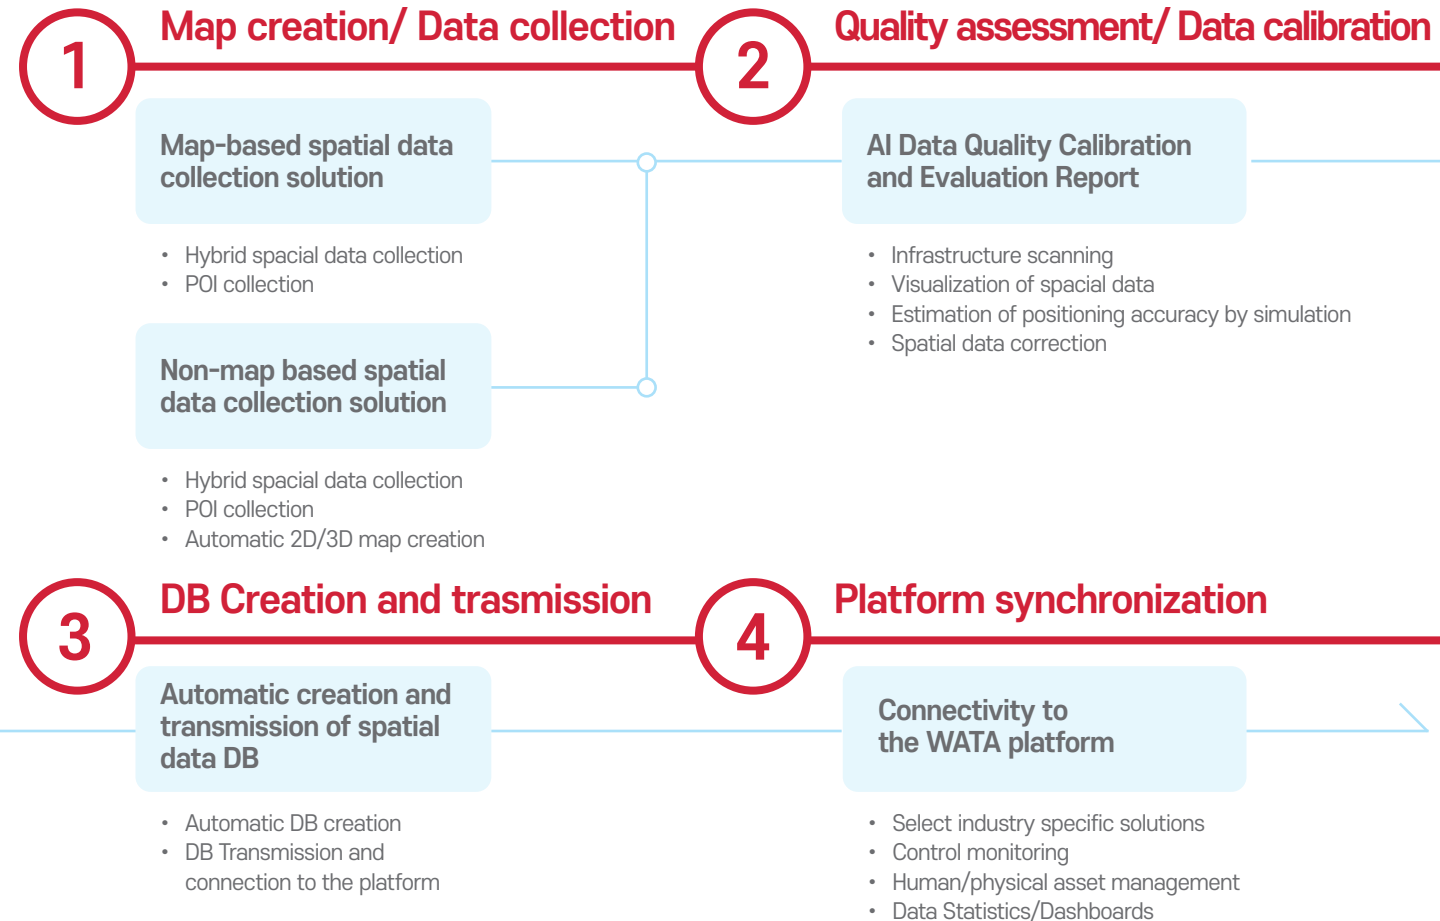 1
Map creation/ Data collection
Map-based spatial data
collection solution
• Hybrid spacial data collection
• POI collection
Non-map based spatial
data collection solution
• Hybrid spacial data collection
• POI collection
• Automatic 2D/3D map creation
2
Quality assessment/ Data calibration
AI Data Quality Calibration
and Evaluation Report
• Infrastructure scanning
• Visualization of spacial data
• Estimation of positioning accuracy by simulation
• Spatial data correction
3
DB Creation and trasmission
Automatic creation and
transmission of spatial
data DB
• Automatic DB creation
• DB Transmission and
connection to the platform
4
Platform synchronization
Connectivity to
the WATA platform
• Select industry specific solutions
• Control monitoring
• Human/physical asset management
• Data Statistics/Dashboards